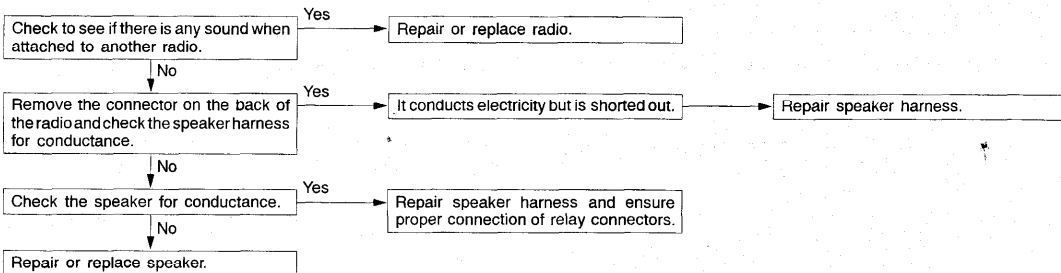 Check to see if there is any sound when
attached to another radio.
Yes
Repair or replace radio.
No
Remove the connector on the back of
the radio and check the speaker harness
for conductance.
Yes
It conducts electricity but is shorted out.
Repair speaker harness.
No
Check the speaker for conductance.
Yes
Repair speaker harness and ensure
proper connection of relay connectors.
No
Repair or replace speaker.